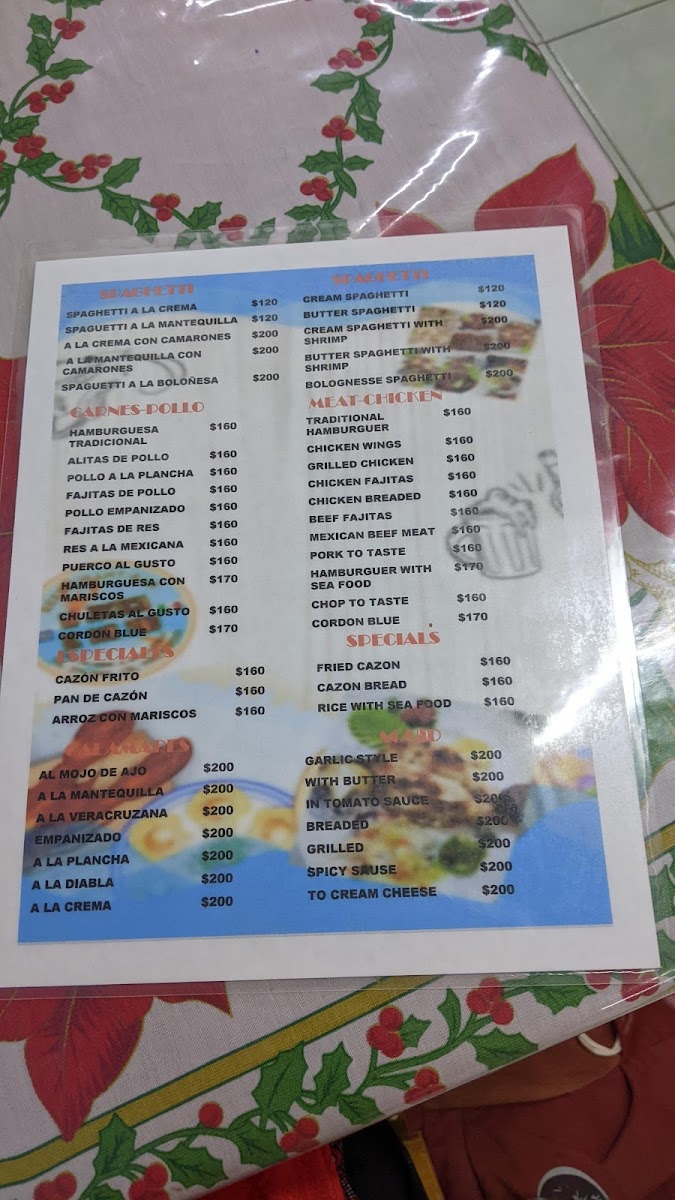 SPAGHETTI
SPAGHETTI A LA CREMA $120
SPAGUETTI A LA MANTEQUILLA $120
A LA CREMA CON CAMARONES $200
A LA MANTEQUILLA CON $200
CAMARONES
SPAGUETTI A LA BOLOÑESA $200
CARNES-POLLO
HAMBURGUESA $160
TRADICIONAL
ALITAS DE POLLO $160
POLLO A LA PLANCHA $160
FAJITAS DE POLLO $160
POLLO EMPANIZADO $160
FAJITAS DE RES $160
RES A LA MEXICANA $160
PUERCO AL GUSTO $160
HAMBURGUESA CON $170
MARISCOS
CHULETAS AL GUSTO $160
CORDON BLUE $170
ESPECIALES
CAZÓN FRITO $160
PAN DE CAZÓN $160
ARROZ CON MARISCOS $160
CALAMARES
AL MOJO DE AJO $200
A LA MANTEQUILLA $200
A LA VERACRUZANA $200
EMPANIZADO $200
A LA PLANCHA $200
A LA DIABLA $200
A LA CREMA $200
SPAGHETTI
CREAM SPAGHETTI $120
BUTTER SPAGHETTI $120
CREAM SPAGHETTI WITH $200
SHRIMP
BUTTER SPAGHETTI WITH $200
SHRIMP
BOLOGNESSE SPAGHETTI $200
MEAT-CHICKEN
TRADITIONAL $160
HAMBURGUER
CHICKEN WINGS $160
GRILLED CHICKEN $160
CHICKEN FAJITAS $160
CHICKEN BREADED $160
BEEF FAJITAS $160
MEXICAN BEEF MEAT $160
PORK TO TASTE $160
HAMBURGUER WITH $170
SEA FOOD
CHOP TO TASTE $160
CORDON BLUE $170
SPECIALS
FRIED CAZON $160
CAZON BREAD $160
RICE WITH SEA FOOD $160
GARLIC STYLE $200
WITH BUTTER $200
IN TOMATO SAUCE $200
BREADED $200
GRILLED $200
SPICY SAUSE $200
TO CREAM CHEESE $200